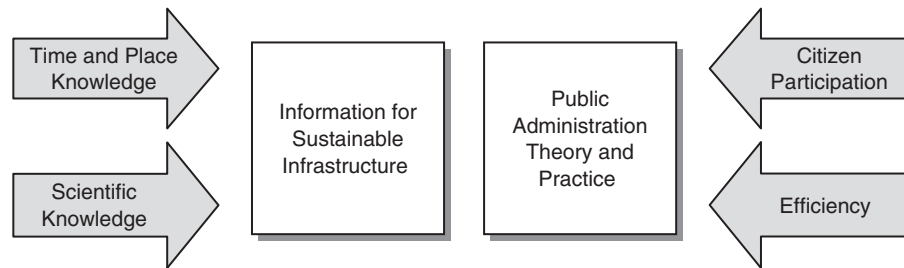 Time and Place
Knowledge
Scientific
Knowledge
Information for
Sustainable
Infrastructure
Public
Administration
Theory and
Practice
Citizen
Participation
Efficiency